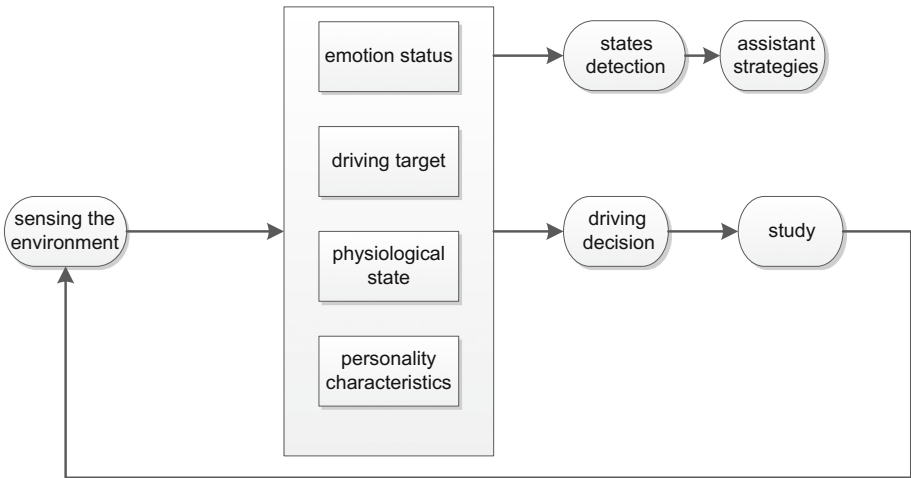 sensing the
environment
emotion status
driving target
physiological
state
personality
characteristics
states
detection
assistant
strategies
driving
decision
study